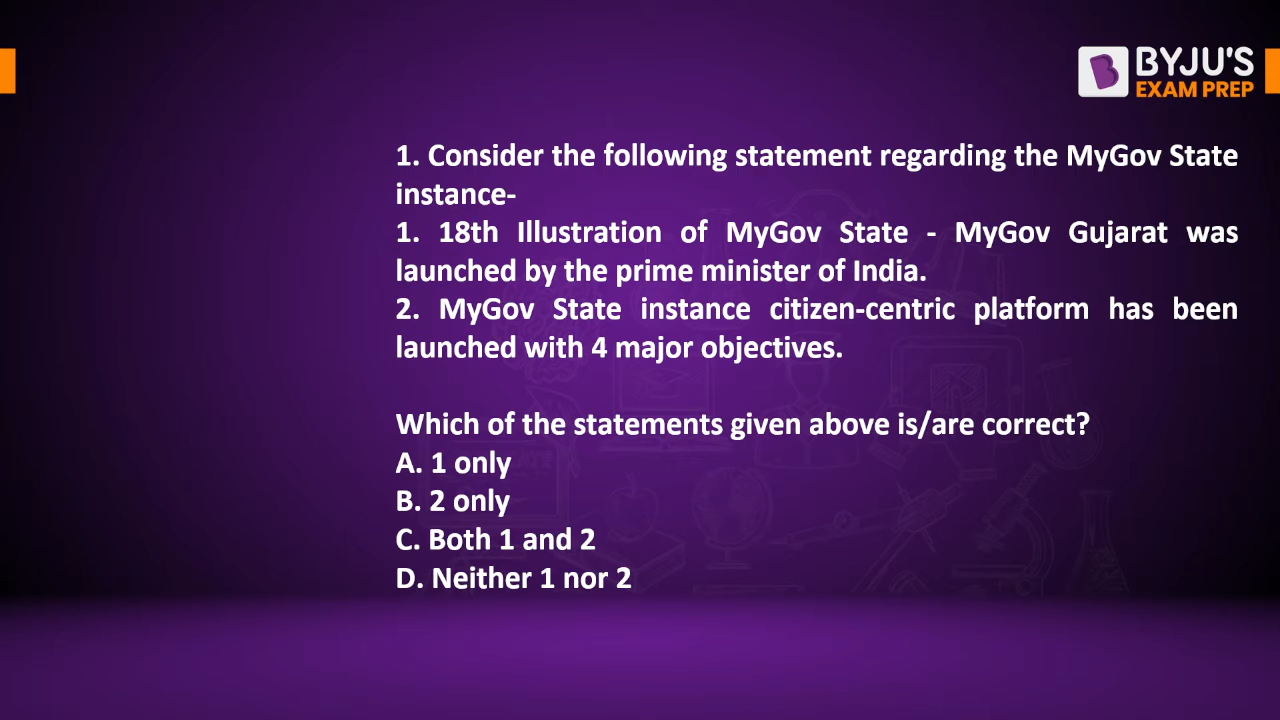 BYJU'S
EXAM PREP
1. Consider the following statement regarding the MyGov State
instance-
1. 18th Illustration of MyGov State - MyGov Gujarat was
launched by the prime minister of India.
2. MyGov State instance citizen-centric platform has been
launched with 4 major objectives.
Which of the statements given above is/are correct?
A. 1 only
B. 2 only
C. Both 1 and 2
D. Neither 1 nor 2